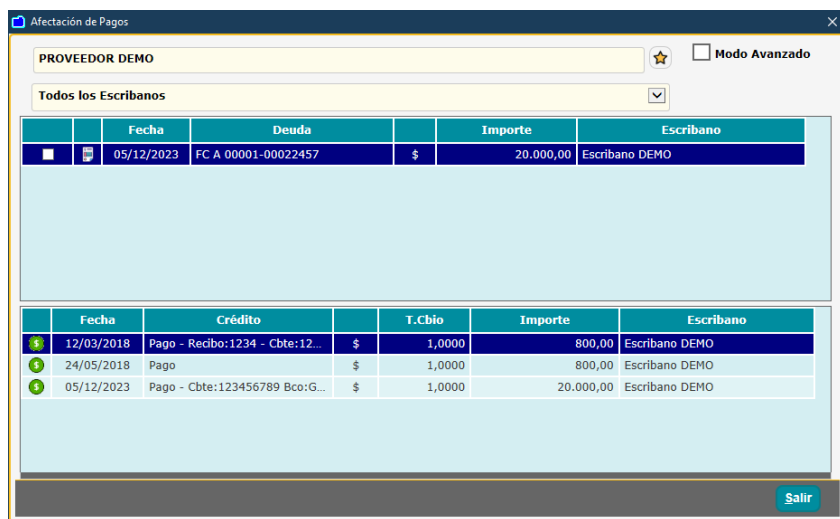 Afectación de Pagos
PROVEEDOR DEMO
Modo Avanzado
Todos los Escribanos
Fecha Deuda Importe Escribano
05/12/2023 FC A 00001-00022457 $ 20.000,00 Escribano DEMO
Fecha Crédito T.Cbio Importe Escribano
12/03/2018 Pago - Recibo:1234 - Cbte:12... $ 1,0000 800,00 Escribano DEMO
24/05/2018 Pago $ 1,0000 800,00 Escribano DEMO
05/12/2023 Pago - Cbte:123456789 Bco:G... $ 1,0000 20.000,00 Escribano DEMO
Salir